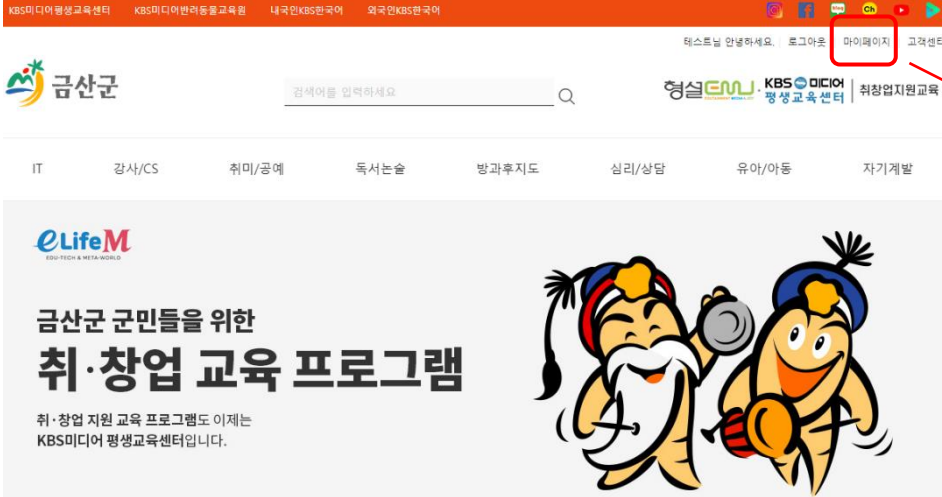 KBS미디어평생교육센터 KBS미디어반려동물교육원 내국인KBS한국어 외국인KBS한국어
blog Ch
테스트님 안녕하세요. 로그아웃 마이페이지 고객센터
금산군
검색어를 입력하세요
형설EMJ · KBS 미디어 평생교육센터 | 취창업지원교육
IT 강사/CS 취미/공예 독서논술 방과후지도 심리/상담 유아/아동 자기계발
eLifeM
EDU-TECH & META-WORLD
금산군 군민들을 위한
취·창업 교육 프로그램
취·창업 지원 교육 프로그램도 이제는
KBS미디어 평생교육센터입니다.